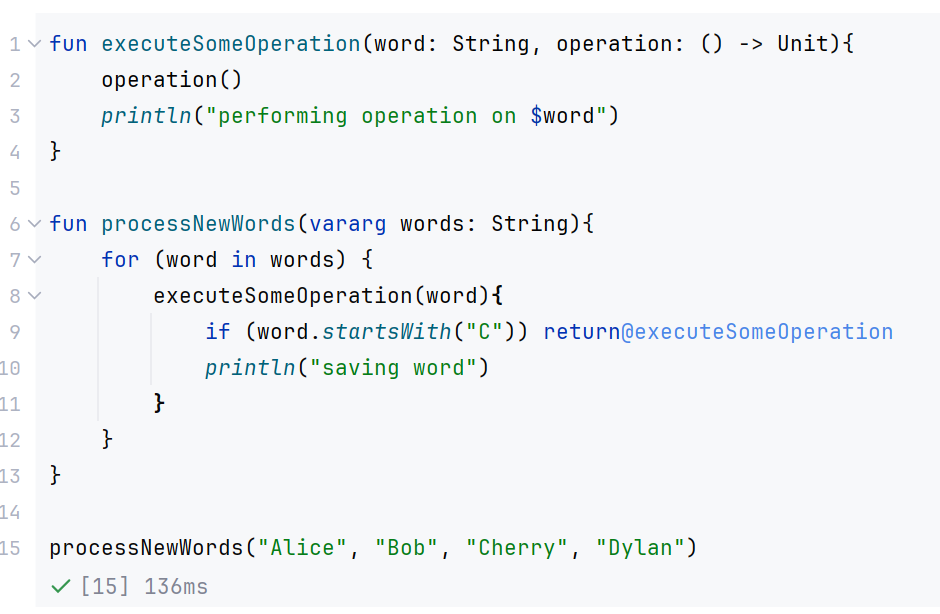 1 fun executeSomeOperation(word: String, operation: () -> Unit){
2     operation()
3     println("performing operation on $word")
4 }
5
6 fun processNewWords(vararg words: String){
7     for (word in words) {
8         executeSomeOperation(word){
9             if (word.startsWith("C")) return@executeSomeOperation
10             println("saving word")
11         }
12     }
13 }
14
15 processNewWords("Alice", "Bob", "Cherry", "Dylan")
[15] 136ms